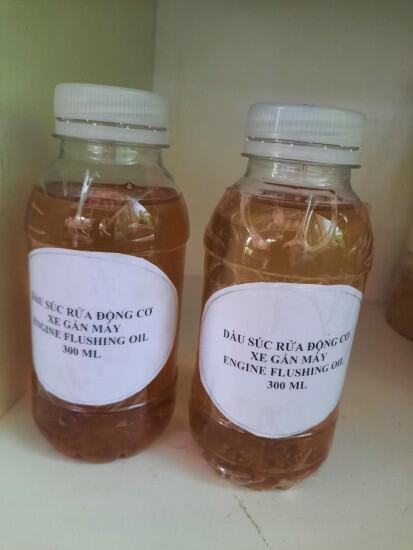 DẦU SÚC RỬA ĐỘNG CƠ
XE GẮN MÁY
ENGINE FLUSHING OIL
300 ML
DẦU SÚC RỬA ĐỘNG CƠ
XE GẮN MÁY
ENGINE FLUSHING OIL
300 ML